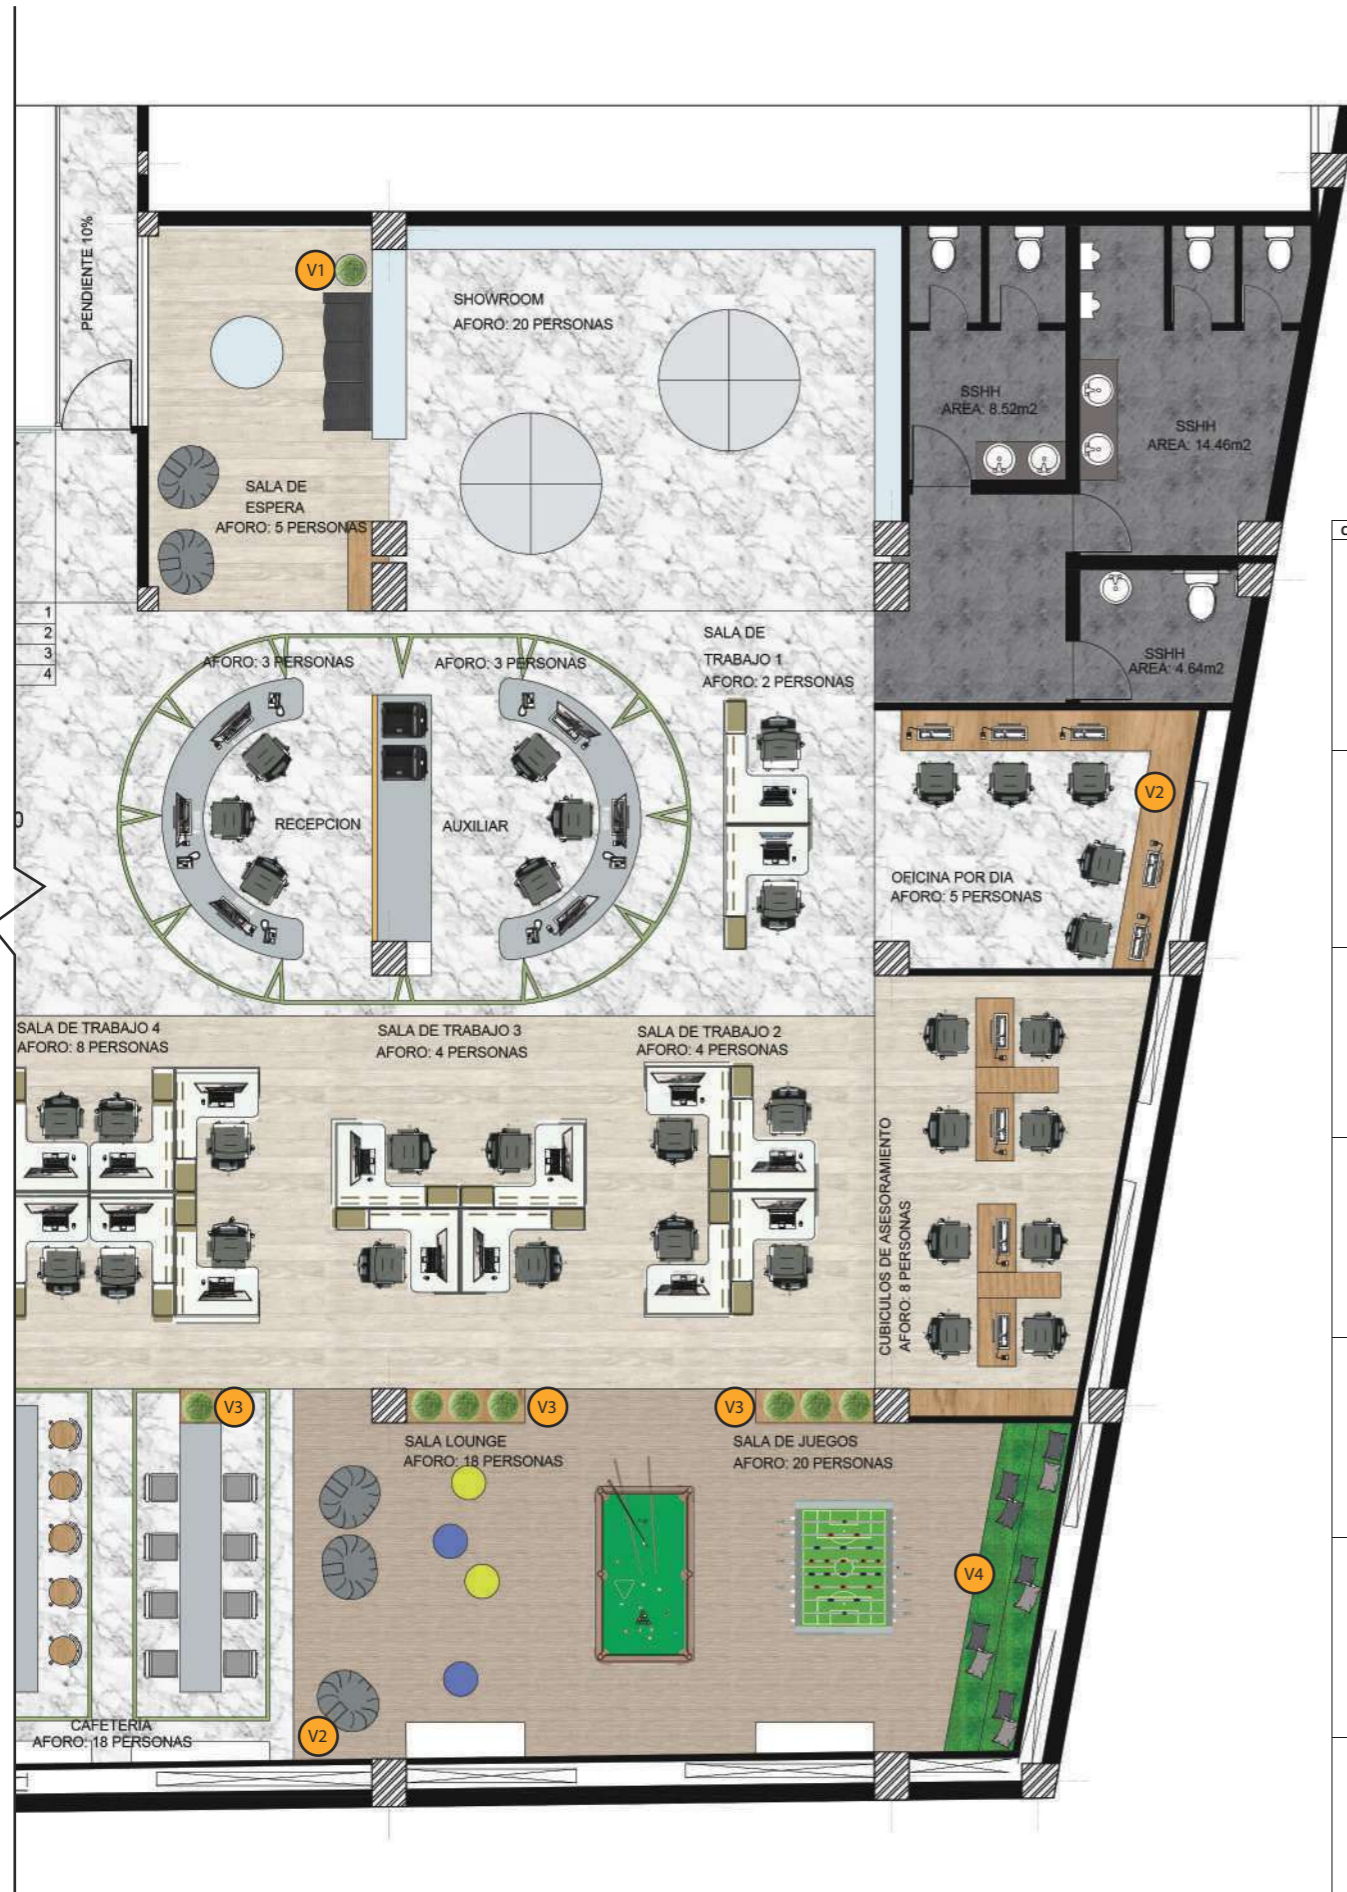 PENDIENTE 10%
V1
SHOWROOM
AFORO: 20 PERSONAS
SSHH
AREA: 8.52m2
SSHH
AREA: 14.46m2
SALA DE
ESPERA
AFORO: 5 PERSONAS
1
2
3
4
AFORO: 3 PERSONAS
AFORO: 3 PERSONAS
SALA DE
TRABAJO 1
AFORO: 2 PERSONAS
SSHH
AREA: 4.64m2
RECEPCION
AUXILIAR
V2
OFICINA POR DIA
AFORO: 5 PERSONAS
SALA DE TRABAJO 4
AFORO: 8 PERSONAS
SALA DE TRABAJO 3
AFORO: 4 PERSONAS
SALA DE TRABAJO 2
AFORO: 4 PERSONAS
CUBICULOS DE ASESORAMIENTO
AFORO: 8 PERSONAS
V3
V3
V3
SALA LOUNGE
AFORO: 18 PERSONAS
SALA DE JUEGOS
AFORO: 20 PERSONAS
V4
CAFETERIA
AFORO: 18 PERSONAS
V2